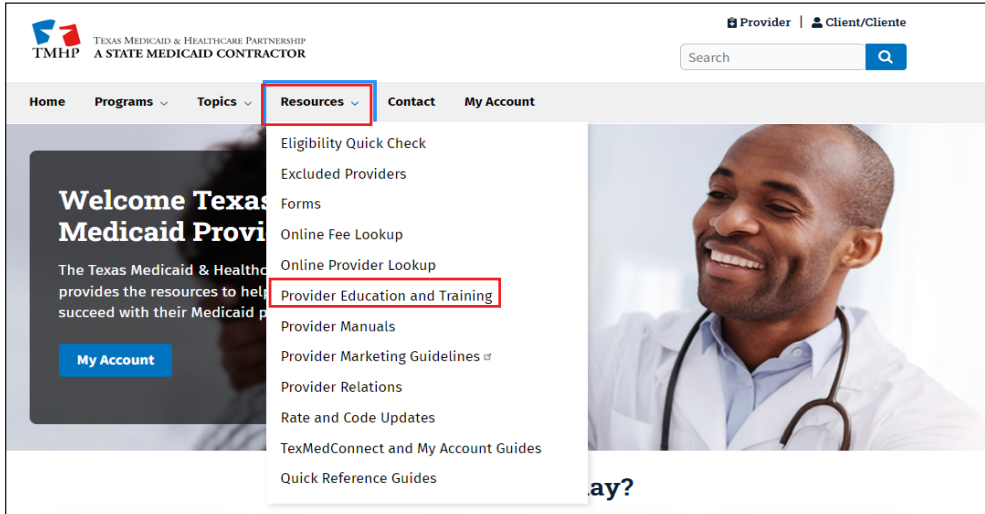 Provider | Client/Cliente
TMHP
TEXAS MEDICAID & HEALTHCARE PARTNERSHIP
A STATE MEDICAID CONTRACTOR
Search
Home Programs Topics Resources Contact My Account
Eligibility Quick Check
Excluded Providers
Forms
Online Fee Lookup
Online Provider Lookup
Provider Education and Training
Provider Manuals
Provider Marketing Guidelines
Provider Relations
Rate and Code Updates
TexMedConnect and My Account Guides
Quick Reference Guides
Welcome Texas
Medicaid Provi
The Texas Medicaid & Healthc
provides the resources to help
succeed with their Medicaid p
My Account
ay?